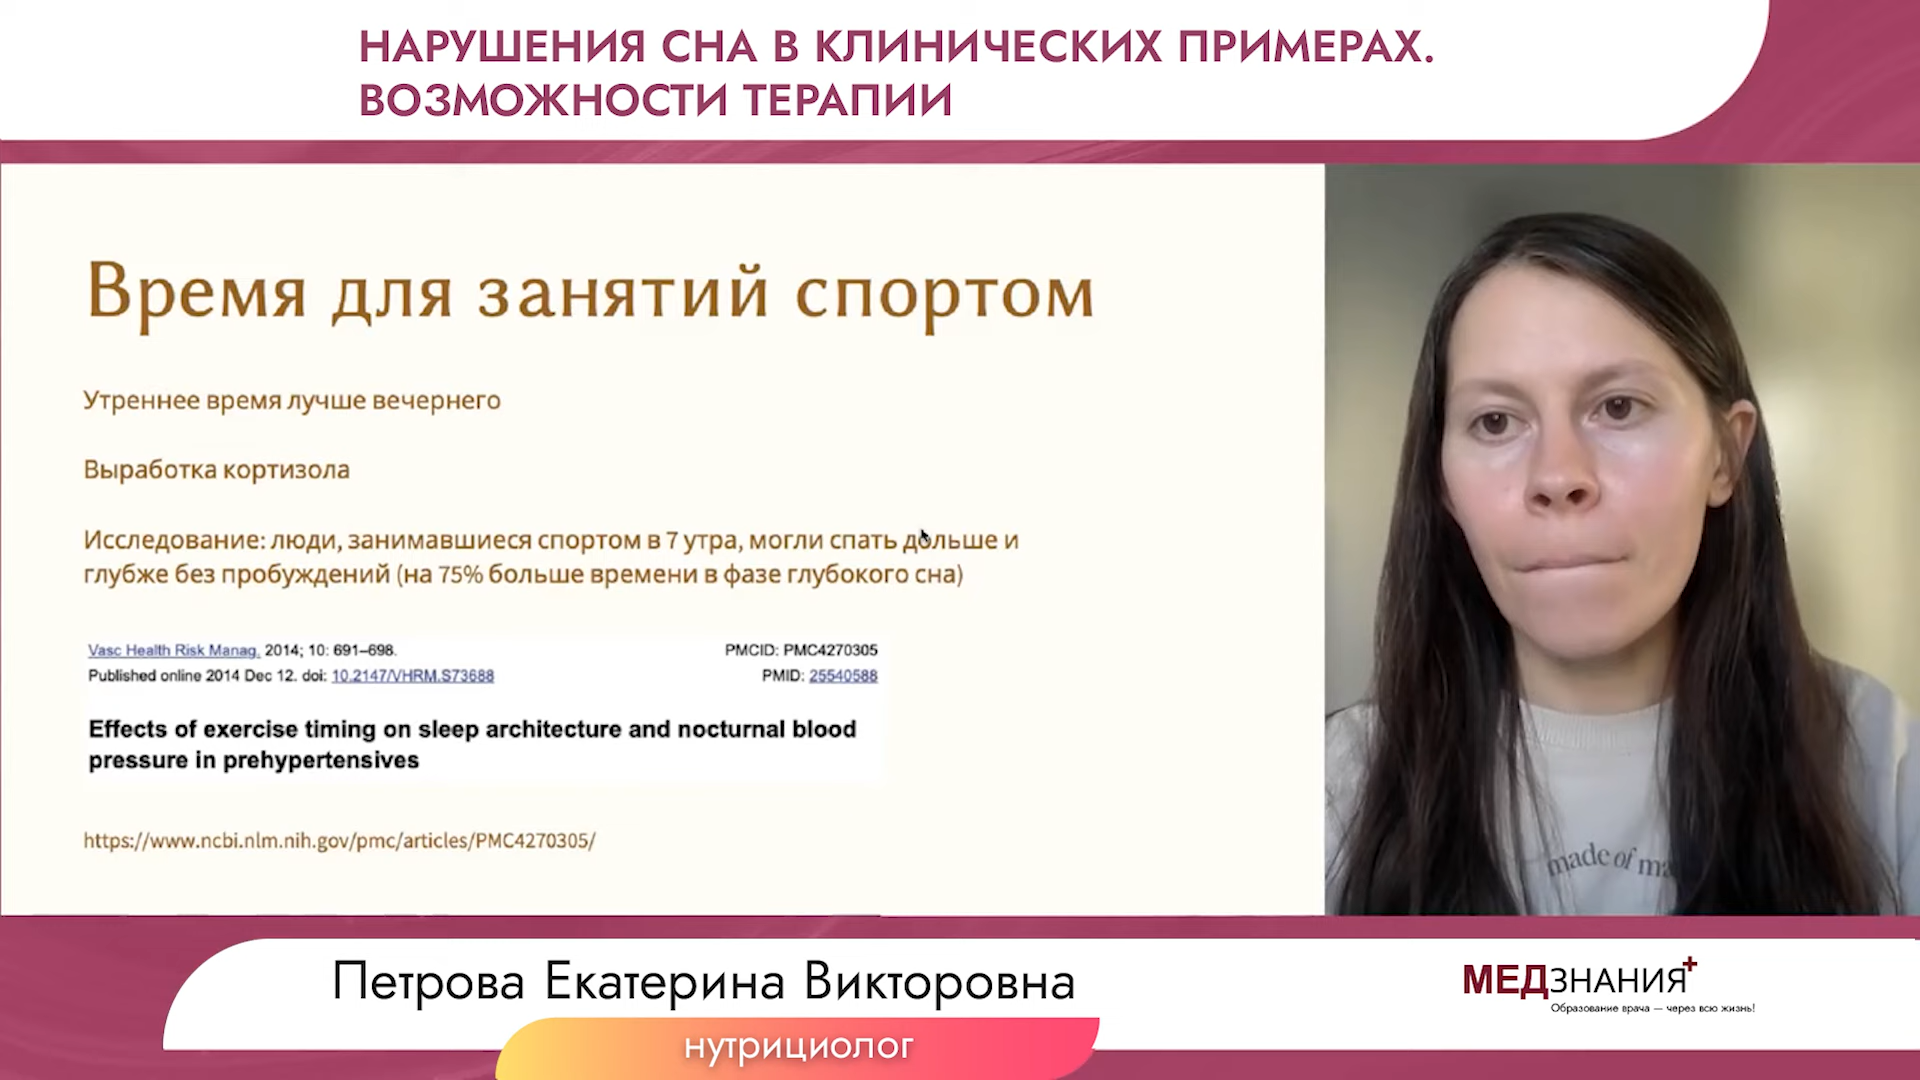 НАРУШЕНИЯ СНА В КЛИНИЧЕСКИХ ПРИМЕРАХ.
ВОЗМОЖНОСТИ ТЕРАПИИ
Время для занятий спортом
Утреннее время лучше вечернего
Выработка кортизола
Исследование: люди, занимавшиеся спортом в 7 утра, могли спать дольше и
глубже без пробуждений (на 75% больше времени в фазе глубокого сна)
Vasc Health Risk Manag. 2014; 10: 691–698. PMCID: PMC4270305
Published online 2014 Dec 12. doi: 10.2147/VHRM.S73688 PMID: 25540588
Effects of exercise timing on sleep architecture and nocturnal blood
pressure in prehypertensives
https://www.ncbi.nlm.nih.gov/pmc/articles/PMC4270305/
made of
Петрова Екатерина Викторовна
нутрициолог
МЕДЗНАНИЯ+
Образование врача — через всю жизнь!